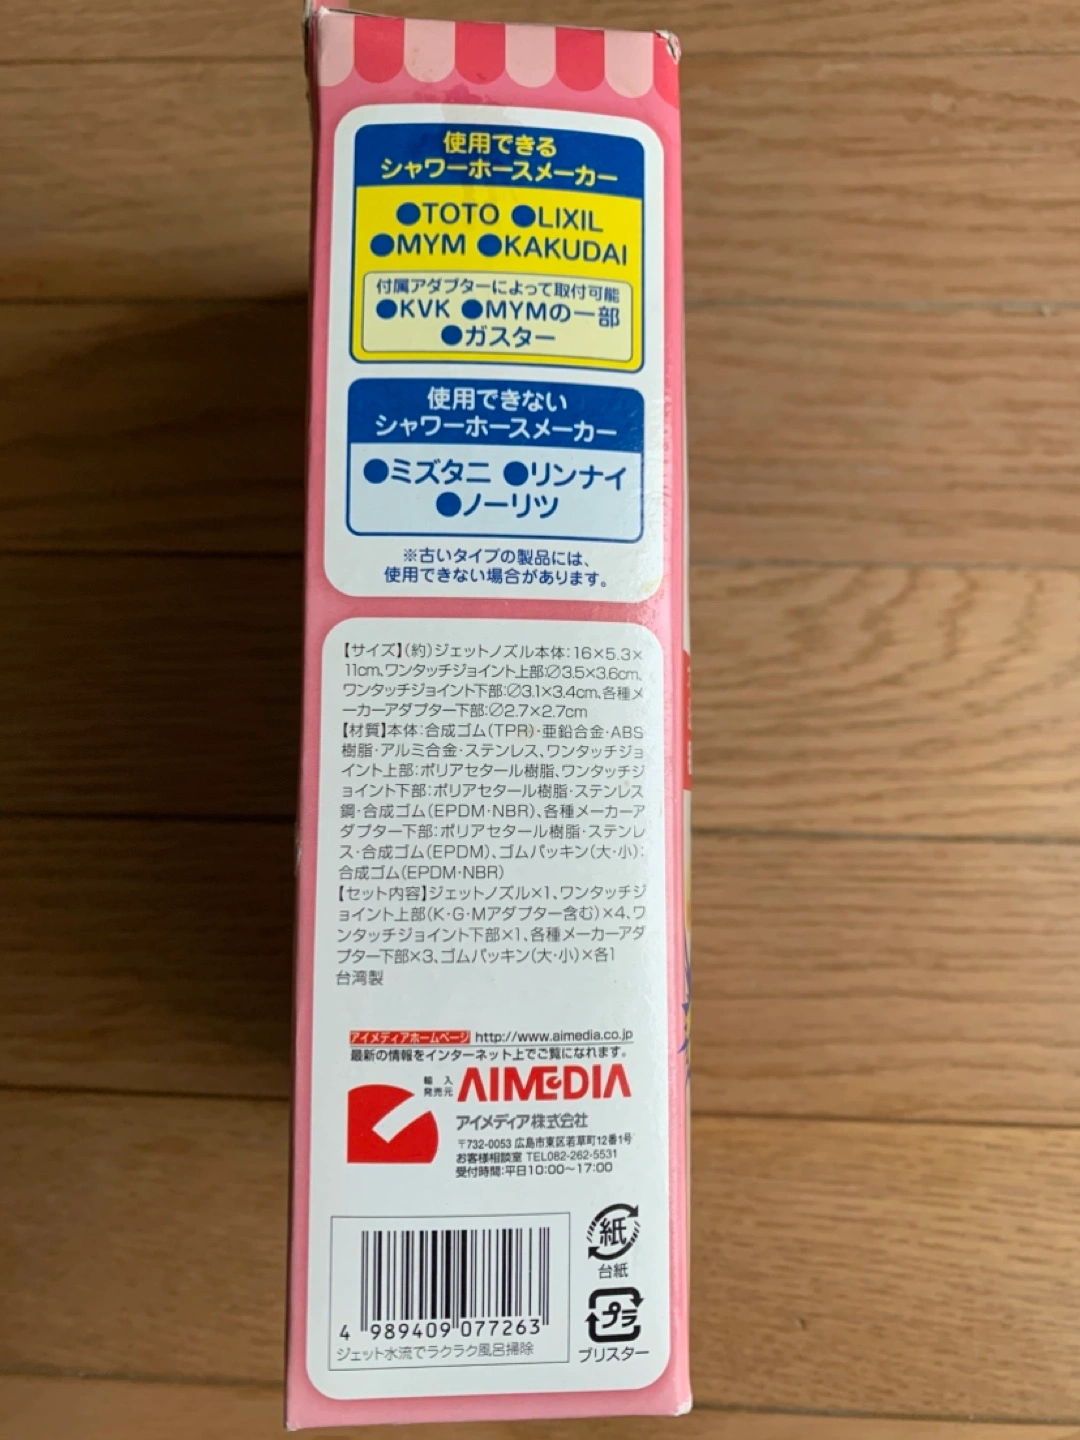 使用できる
シャワーホースメーカー
●TOTO ●LIXIL
●MYM ●KAKUDAI
付属アダプターによって取付可能
●KVK ●MYMの一部
●ガスター
使用できない
シャワーホースメーカー
●ミズタニ ●リンナイ
●ノーリツ
※古いタイプの製品には、
使用できない場合があります。
【サイズ】(約)ジェットノズル本体:16×5.3×
11cm、ワンタッチジョイント上部:∅3.5×3.6cm、
ワンタッチジョイント下部:∅3.1×3.4cm、各種メ
ーカーアダプター下部:∅2.7×2.7cm
【材質】本体:合成ゴム(TPR)・亜鉛合金・ABS
樹脂・アルミ合金・ステンレス、ワンタッチジョ
イント上部:ポリアセタール樹脂、ワンタッチジ
ョイント下部:ポリアセタール樹脂・ステンレス
鋼・合成ゴム(EPDM・NBR)、各種メーカーア
ダプター下部:ポリアセタール樹脂・ステンレ
ス・合成ゴム(EPDM)、ゴムパッキン(大・小):
合成ゴム(EPDM・NBR)
【セット内容】ジェットノズル×1、ワンタッチジ
ョイント上部(K・G・Mアダプター含む)×4、ワ
ンタッチジョイント下部×1、各種メーカーアダ
プター下部×3、ゴムパッキン(大・小)×各1
台湾製
アイメディアホームページ http://www.aimedia.co.jp
最新の情報をインターネット上でご覧になれます。
輸入発売元 AIMEDIA
アイメディア株式会社
〒732-0053 広島市東区若草町12番1号
お客様相談室 TEL082-262-5531
受付時間:平日10:00〜17:00
紙
台紙
プラ
ブリスター
4 989409 077263
ジェット水流でラクラク風呂掃除